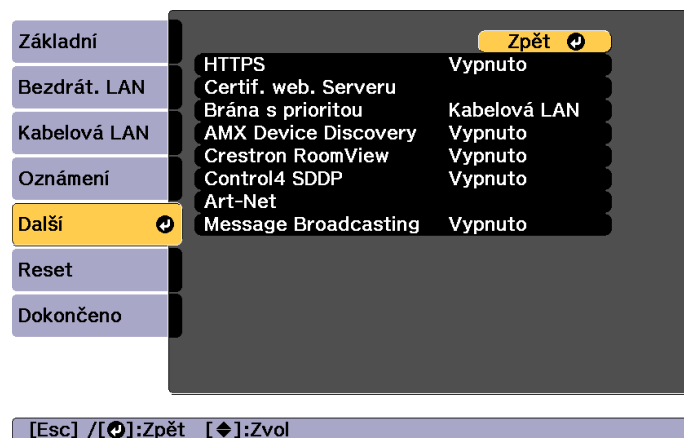 Základní
Bezdrát. LAN
Kabelová LAN
Oznámení
Další
Reset
Dokončeno
Zpět
HTTPS Vypnuto
Certif. web. Serveru
Brána s prioritou Kabelová LAN
AMX Device Discovery Vypnuto
Crestron RoomView Vypnuto
Control4 SDDP Vypnuto
Art-Net
Message Broadcasting Vypnuto
[Esc] /[ ]:Zpět [ ]:Zvol